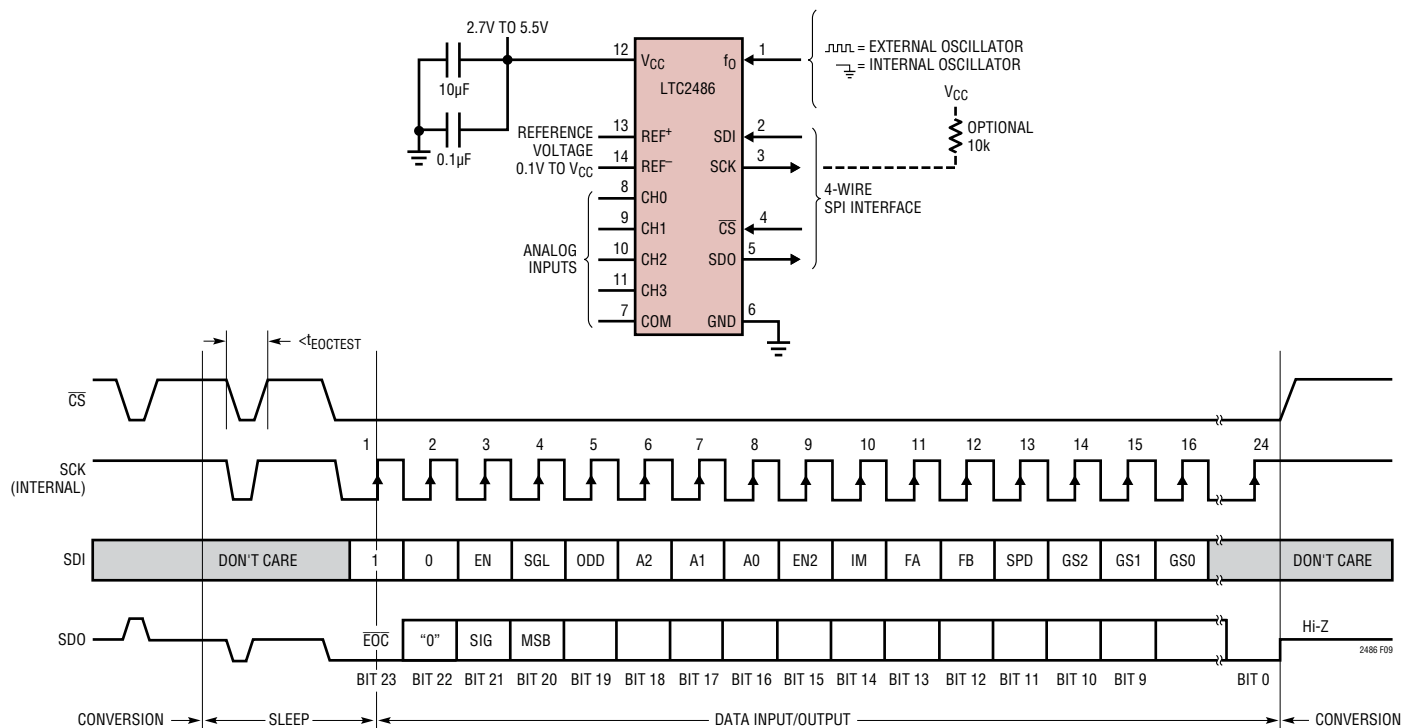 2.7V TO 5.5V
10µF
0.1µF
12
VCC
fO
1
LTC2486
= EXTERNAL OSCILLATOR
= INTERNAL OSCILLATOR
VCC
OPTIONAL
10k
REFERENCE
VOLTAGE
0.1V TO VCC
13
REF+
SDI
2
14
REF–
SCK
3
4-WIRE
SPI INTERFACE
ANALOG
INPUTS
8
CH0
9
CH1
CS
4
10
CH2
SDO
5
11
CH3
7
COM
GND
6
<tEOCTEST
CS
SCK
(INTERNAL)
1 2 3 4 5 6 7 8 9 10 11 12 13 14 15 16 24
SDI
DON'T CARE 1 0 EN SGL ODD A2 A1 A0 EN2 IM FA FB SPD GS2 GS1 GS0 DON'T CARE
SDO
EOC "0" SIG MSB
Hi-Z
2486 F09
BIT 23 BIT 22 BIT 21 BIT 20 BIT 19 BIT 18 BIT 17 BIT 16 BIT 15 BIT 14 BIT 13 BIT 12 BIT 11 BIT 10 BIT 9 BIT 0
CONVERSION SLEEP DATA INPUT/OUTPUT CONVERSION